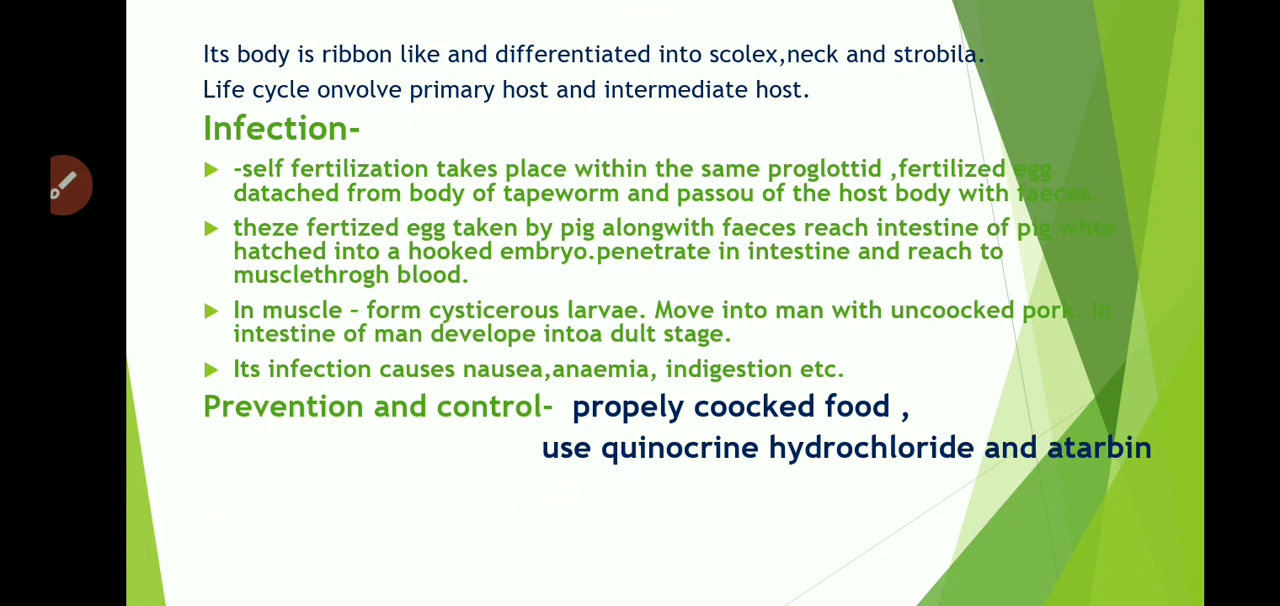 Its body is ribbon like and differentiated into scolex,neck and strobila.
Life cycle onvolve primary host and intermediate host.
Infection-
-self fertilization takes place within the same proglottid ,fertilized egg
datached from body of tapeworm and passou of the host body with faeces.
theze fertized egg taken by pig alongwith faeces reach intestine of pig whte
hatched into a hooked embryo.penetrate in intestine and reach to
musclethrogh blood.
In muscle – form cysticerous larvae. Move into man with uncoocked pork. In
intestine of man develope intoa dult stage.
Its infection causes nausea,anaemia, indigestion etc.
Prevention and control- propely coocked food ,
use quinocrine hydrochloride and atarbin